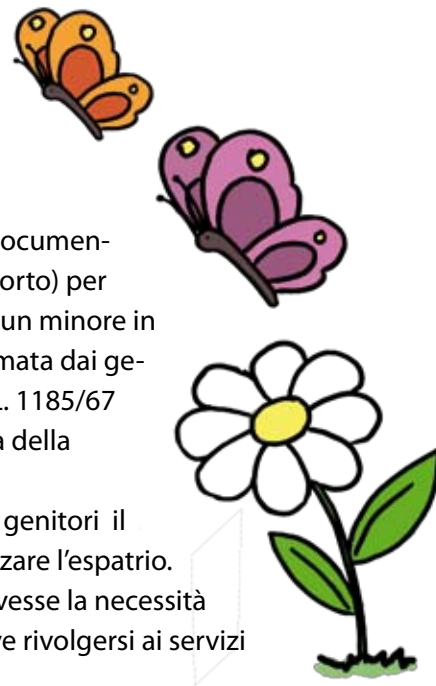 ocumen-
orto) per
un minore in
mata dai ge-
L. 1185/67
a della
genitori il
zare l'espatrio.
vesse la necessità
ve rivolgersi ai servizi